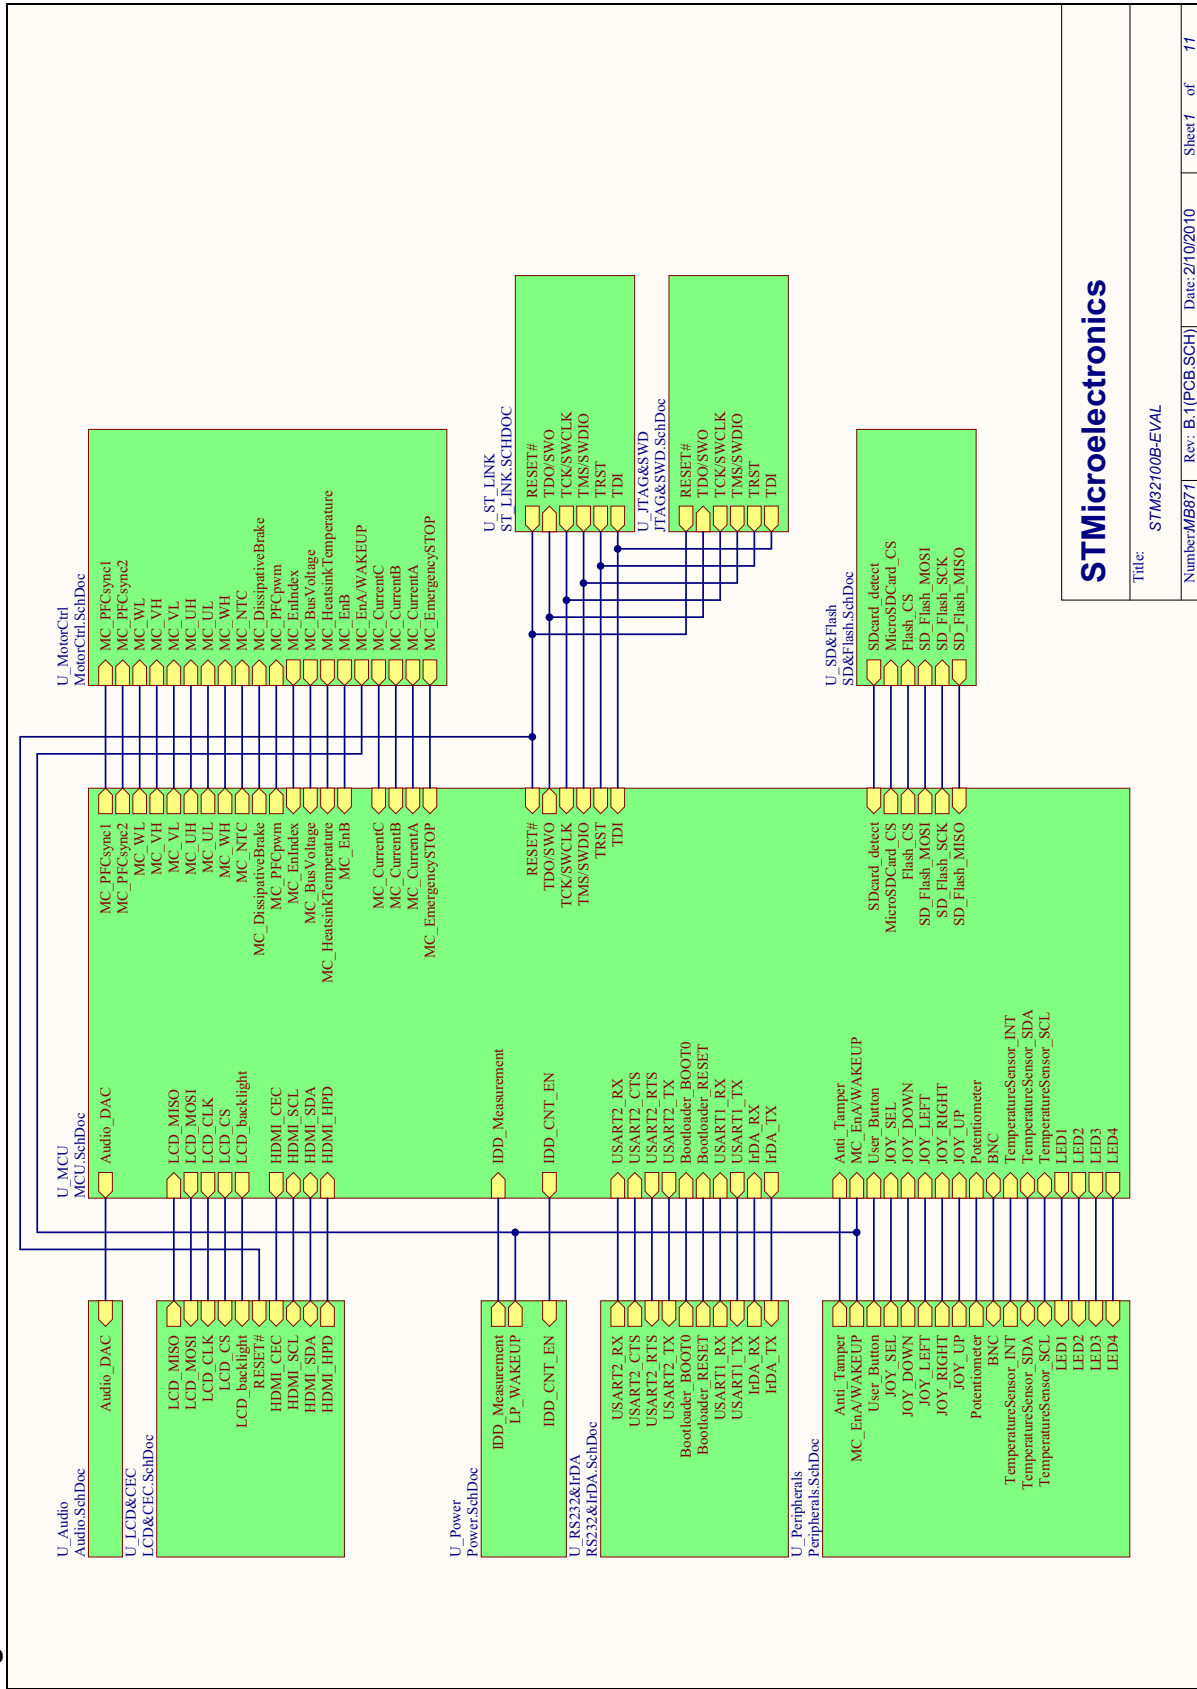 U_Audio
Audio.SchDoc
Audio_DAC
U_LCD&CEC
LCD&CEC.SchDoc
LCD_MISO
LCD_MOSI
LCD_CLK
LCD_CS
LCD_backlight
RESET#
HDMI_CEC
HDMI_SCL
HDMI_SDA
HDMI_HPD
U_Power
Power.SchDoc
IDD_Measurement
LP_WAKEUP
IDD_CNT_EN
U_RS232&IrDA
RS232&IrDA.SchDoc
USART2_RX
USART2_CTS
USART2_RTS
USART2_TX
Bootloader_BOOT0
Bootloader_RESET
USART1_RX
USART1_TX
IrDA_RX
IrDA_TX
U_Peripherals
Peripherals.SchDoc
Anti_Tamper
MC_EnA/WAKEUP
User_Button
JOY_SEL
JOY_DOWN
JOY_LEFT
JOY_RIGHT
JOY_UP
Potentiometer
BNC
TemperatureSensor_INT
TemperatureSensor_SDA
TemperatureSensor_SCL
LED1
LED2
LED3
LED4
U_MCU
MCU.SchDoc
Audio_DAC
LCD_MISO
LCD_MOSI
LCD_CLK
LCD_CS
LCD_backlight
HDMI_CEC
HDMI_SCL
HDMI_SDA
HDMI_HPD
IDD_Measurement
IDD_CNT_EN
USART2_RX
USART2_CTS
USART2_RTS
USART2_TX
Bootloader_BOOT0
Bootloader_RESET
USART1_RX
USART1_TX
IrDA_RX
IrDA_TX
Anti_Tamper
MC_EnA/WAKEUP
User_Button
JOY_SEL
JOY_DOWN
JOY_LEFT
JOY_RIGHT
JOY_UP
Potentiometer
BNC
TemperatureSensor_INT
TemperatureSensor_SDA
TemperatureSensor_SCL
LED1
LED2
LED3
LED4
MC_PFCsync1
MC_PFCsync2
MC_WL
MC_VH
MC_VL
MC_UH
MC_UL
MC_WH
MC_NTC
MC_DissipativeBrake
MC_PFCpwm
MC_EnIndex
MC_BusVoltage
MC_HeatsinkTemperature
MC_EnB
MC_CurrentC
MC_CurrentB
MC_CurrentA
MC_EmergencySTOP
RESET#
TDO/SWO
TCK/SWCLK
TMS/SWDIO
TRST
TDI
SDcard_detect
MicroSDCard_CS
Flash_CS
SD_Flash_MOSI
SD_Flash_SCK
SD_Flash_MISO
U_MotorCtrl
MotorCtrl.SchDoc
MC_PFCsync1
MC_PFCsync2
MC_WL
MC_VH
MC_VL
MC_UH
MC_UL
MC_WH
MC_NTC
MC_DissipativeBrake
MC_PFCpwm
MC_EnIndex
MC_BusVoltage
MC_HeatsinkTemperature
MC_EnB
MC_EnA/WAKEUP
MC_CurrentC
MC_CurrentB
MC_CurrentA
MC_EmergencySTOP
U_ST_LINK
ST_LINK.SCHDOC
RESET#
TDO/SWO
TCK/SWCLK
TMS/SWDIO
TRST
TDI
U_JTAG&SWD
JTAG&SWD.SchDoc
RESET#
TDO/SWO
TCK/SWCLK
TMS/SWDIO
TRST
TDI
U_SD&Flash
SD&Flash.SchDoc
SDcard_detect
MicroSDCard_CS
Flash_CS
SD_Flash_MOSI
SD_Flash_SCK
SD_Flash_MISO
STMicroelectronics
Title:
STM32100B-EVAL
Number:MB871 Rev: B.1(PCB.SCH) Date: 2/10/2010 Sheet 1 of 11